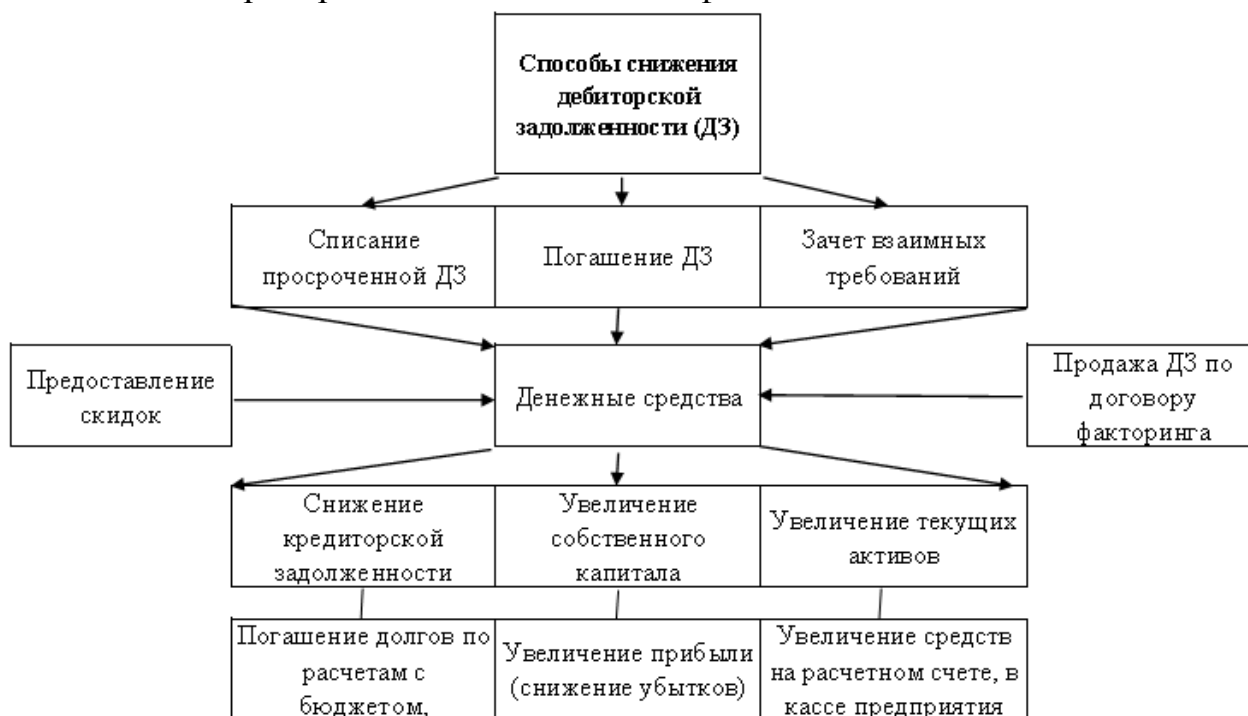 Способы снижения
дебиторской
задолженности (ДЗ)
Списание
просроченной ДЗ
Погашение ДЗ
Зачет взаимных
требований
Предоставление
скидок
Денежные средства
Продажа ДЗ по
договору
факторинга
Снижение
кредиторской
задолженности
Увеличение
собственного
капитала
Увеличение текущих
активов
Погашение долгов по
расчетам с
бюджетом,
Увеличение прибыли
(снижение убытков)
Увеличение средств
на расчетном счете, в
кассе предприятия